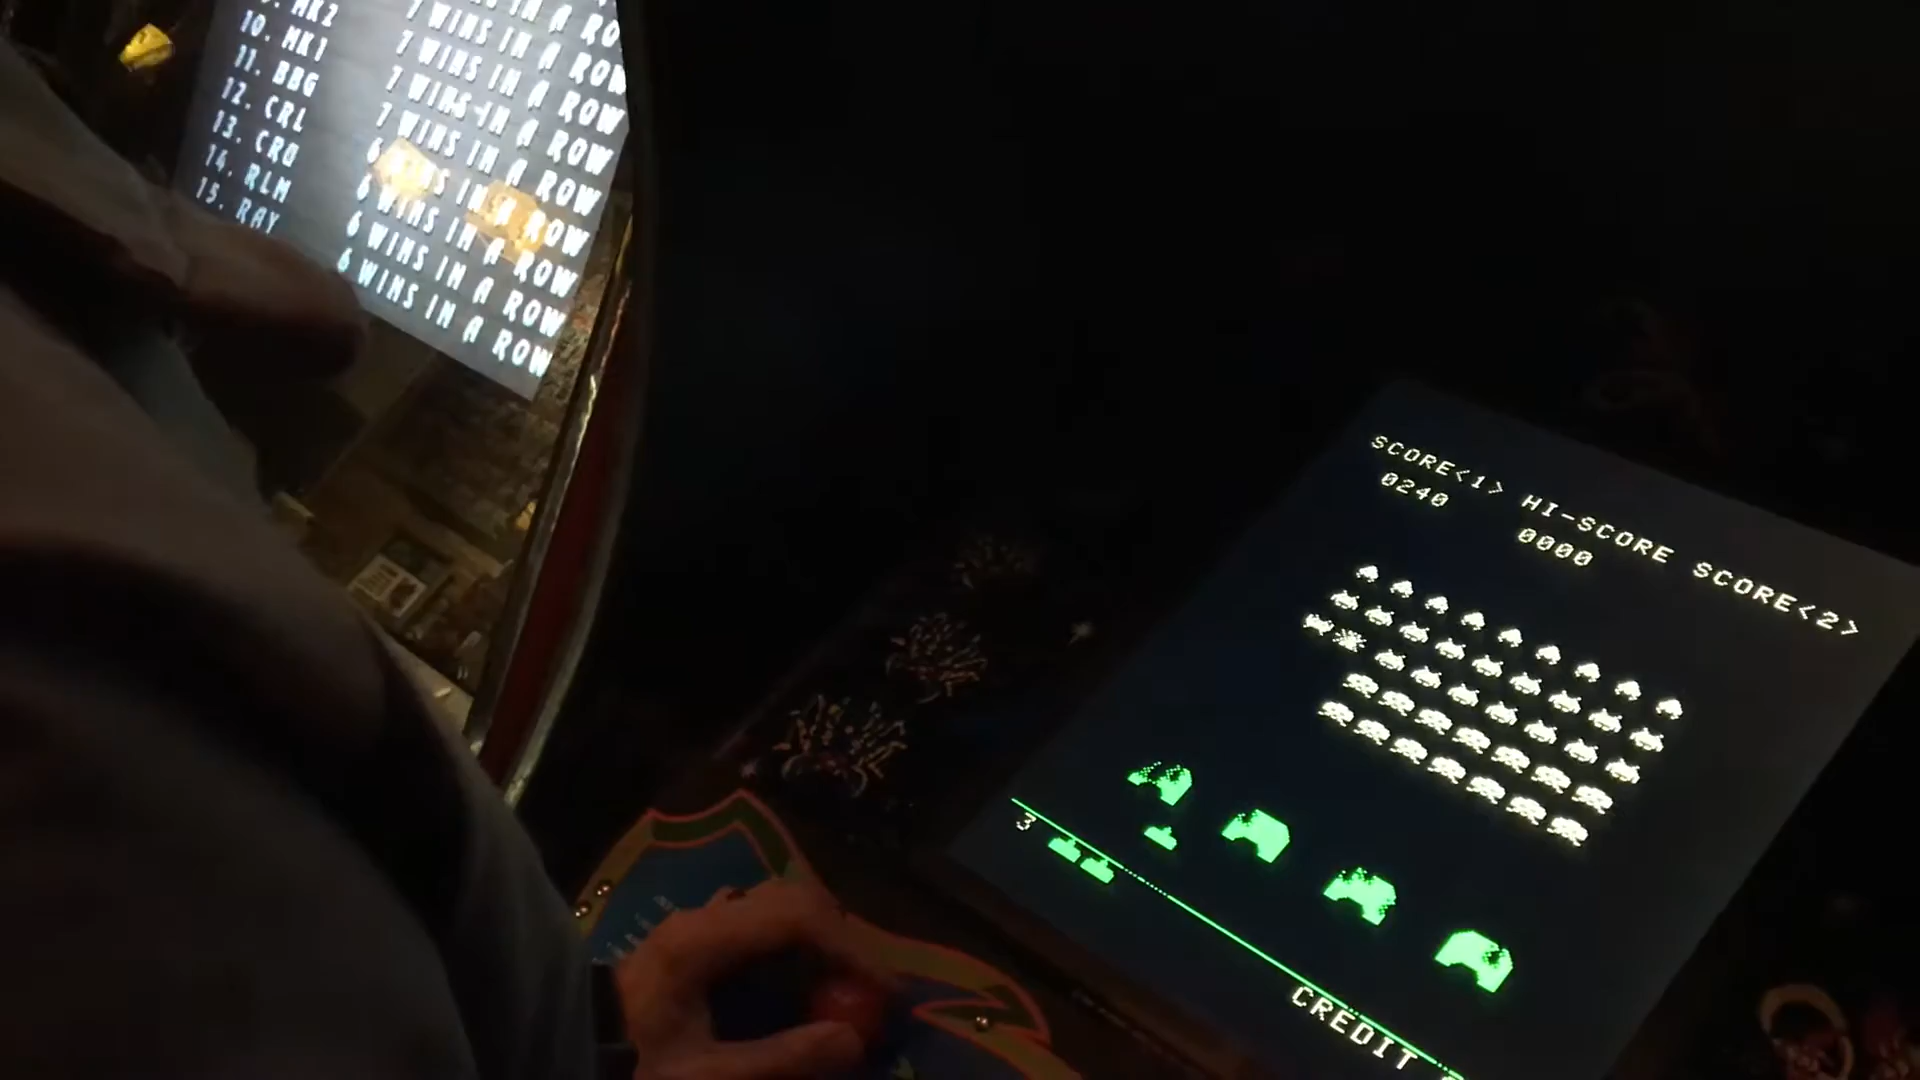 MK2 7 WINS IN A ROW
10. MK1 7 WINS IN A ROW
11. BBG 7 WINS IN A ROW
12. CRL 7 WINS IN A ROW
13. CRO 6 WINS IN A ROW
14. RLM 6 WINS IN A ROW
15. RAY 6 WINS IN A ROW
6 WINS IN A ROW
SCORE<1> HI-SCORE SCORE<2>
0240 0000
3
CREDIT